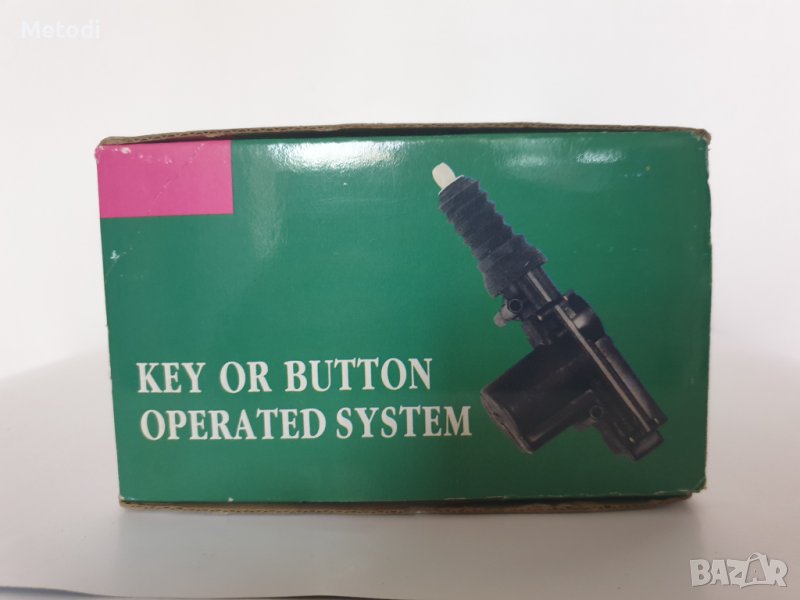 Metodi
KEY OR BUTTON
OPERATED SYSTEM
BAZAR